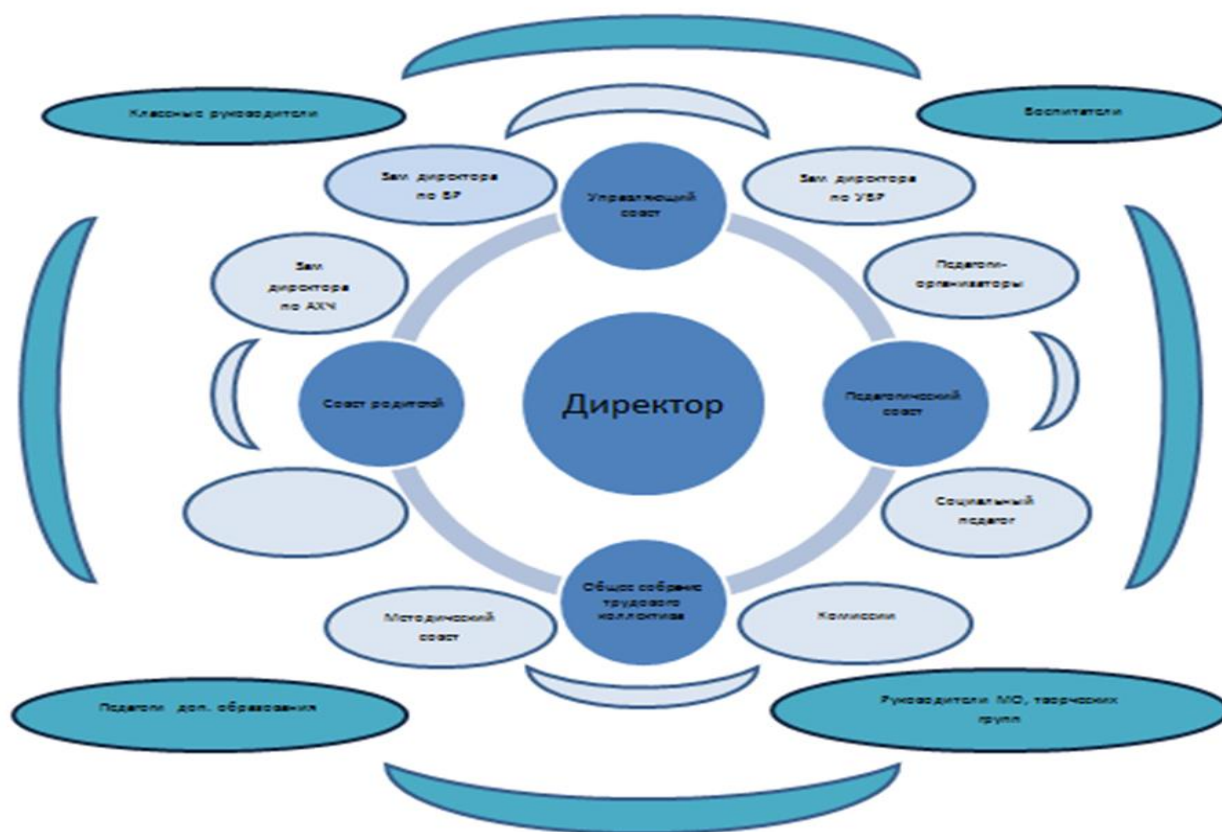 Классные руководители
Воспитатели
Зам директора
по ВР
Управляющий
совет
Зам директора
по УВР
Зам
директора
по АХЧ
Педагоги-
организаторы
Совет родителей
Директор
Педагогический
совет
Социальный
педагог
Общее собрание
трудового
коллектива
Методический
совет
Комиссии
Педагоги доп. образования
Руководители МО, творческих
групп